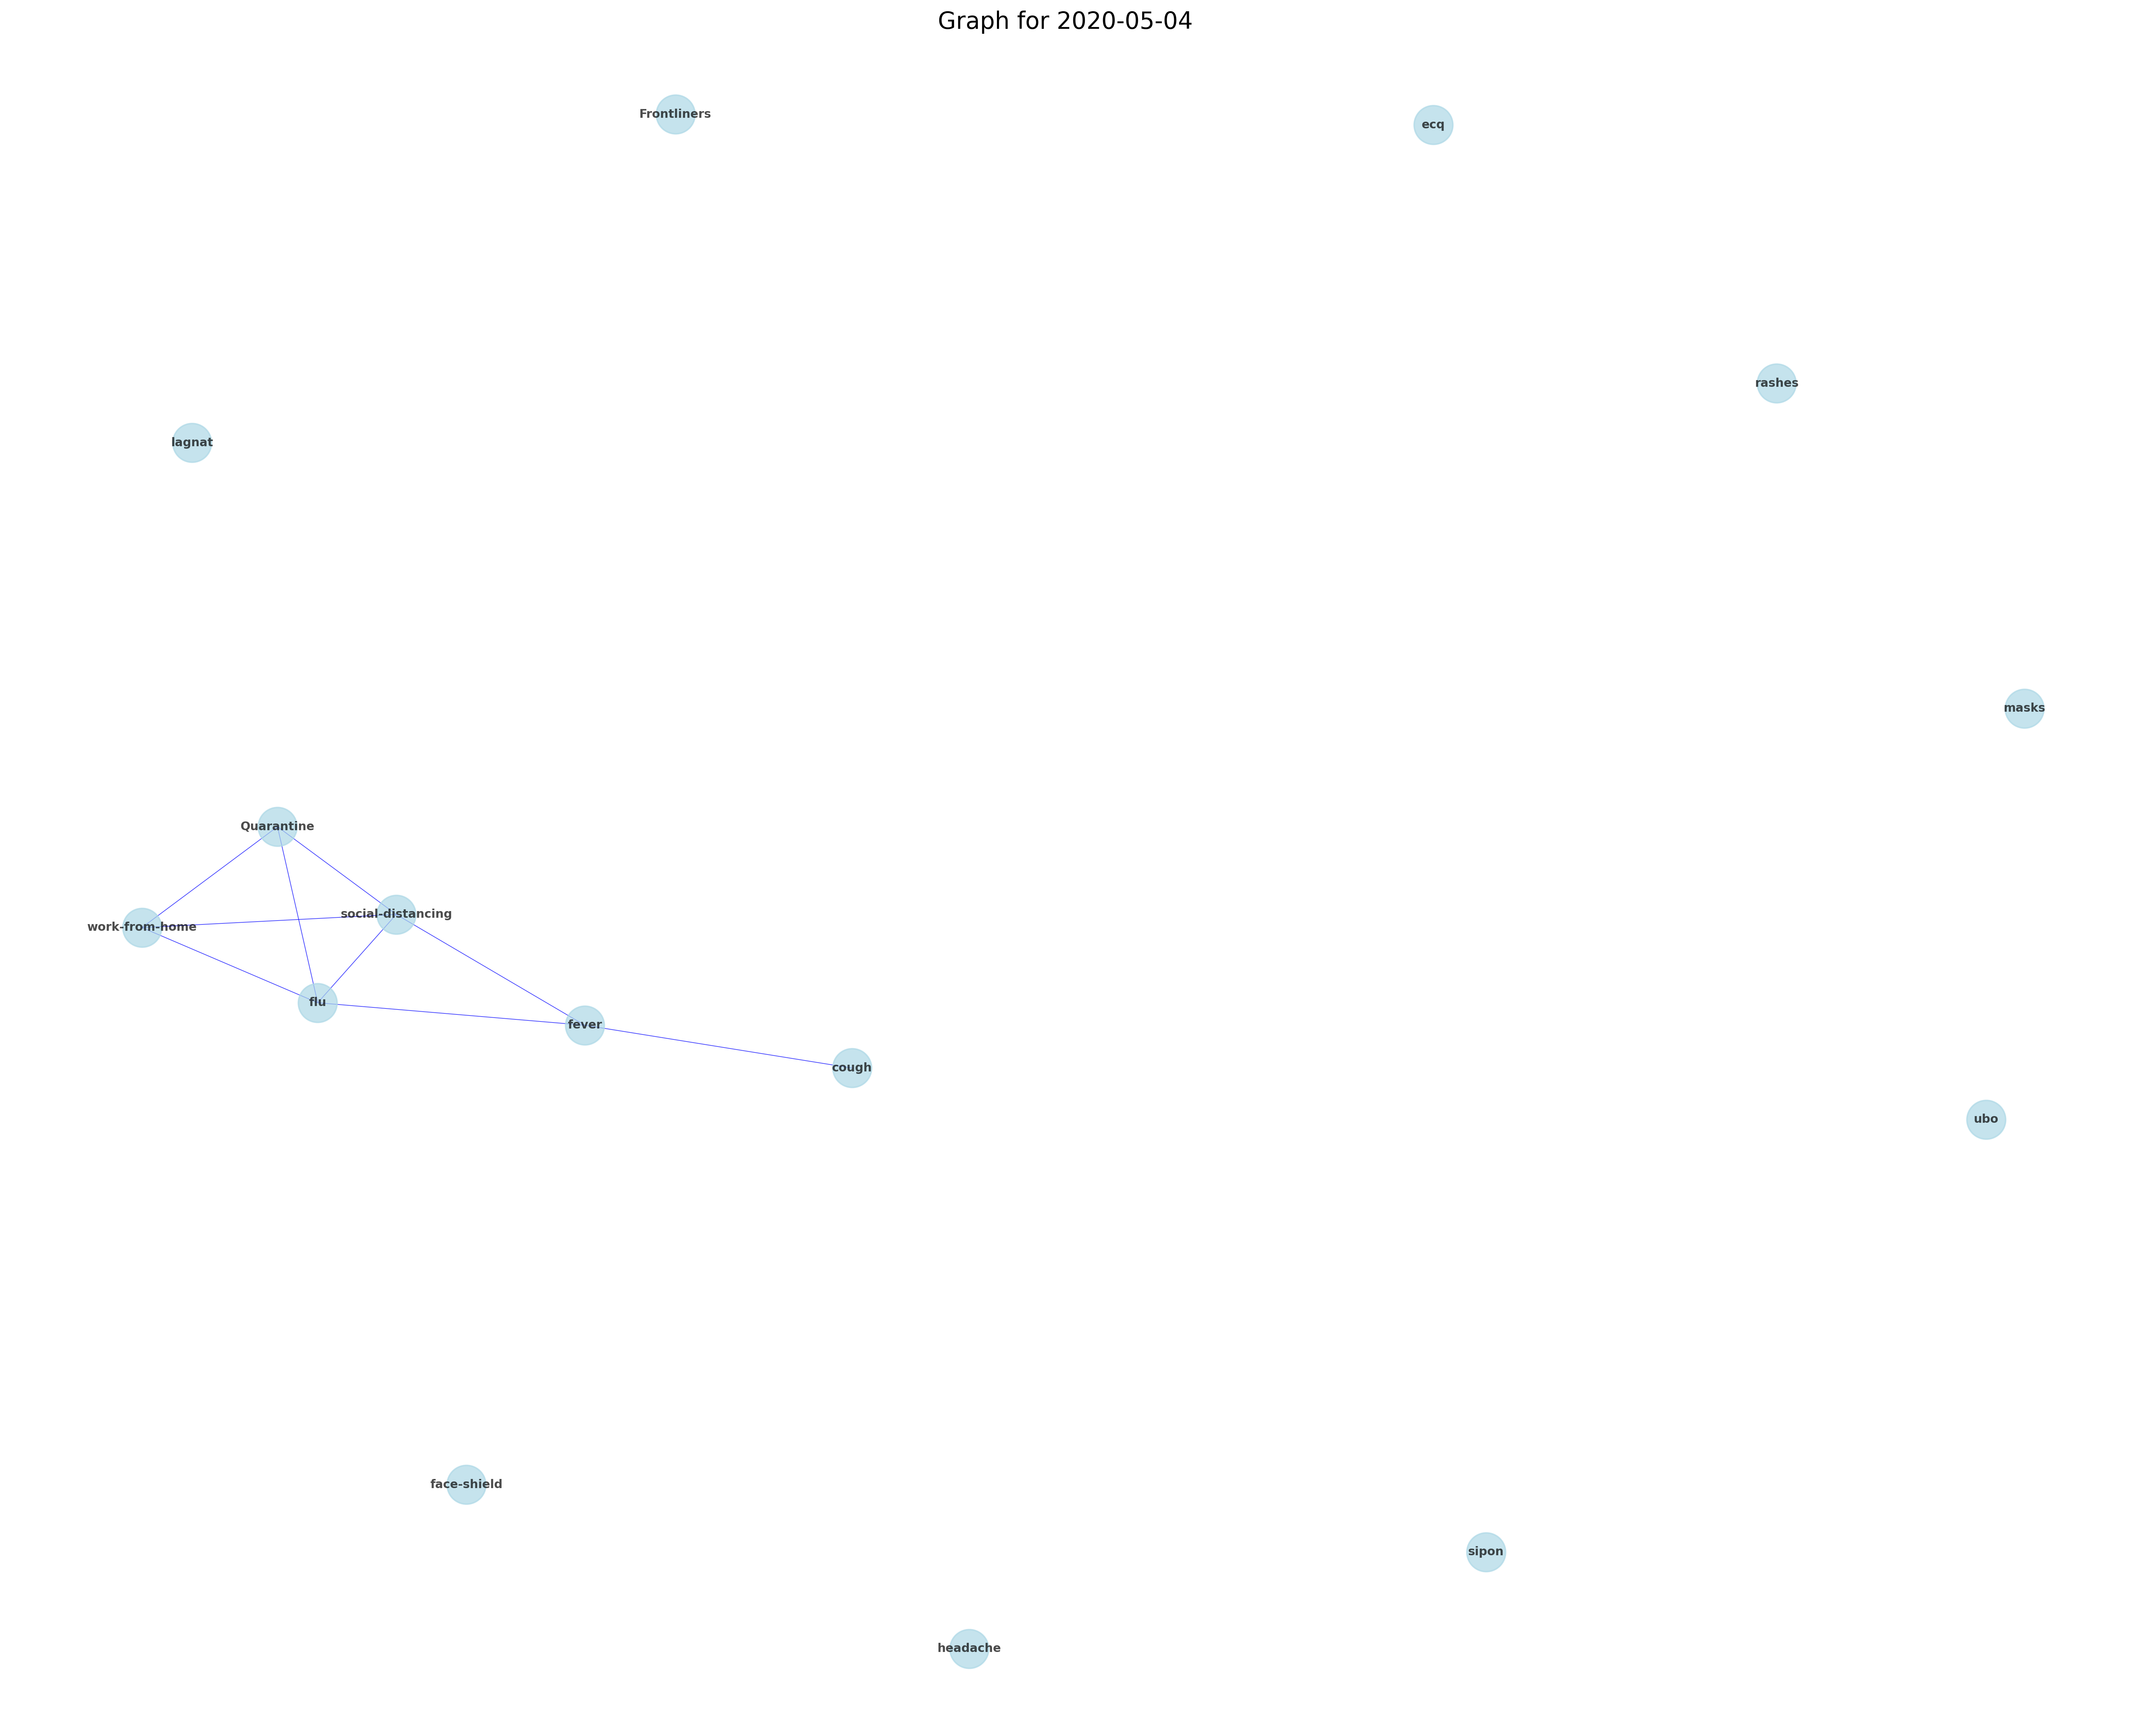 Graph for 2020-05-04
Frontliners
ecq
rashes
lagnat
masks
Quarantine
social-distancing
work-from-home
flu
fever
cough
ubo
face-shield
sipon
headache